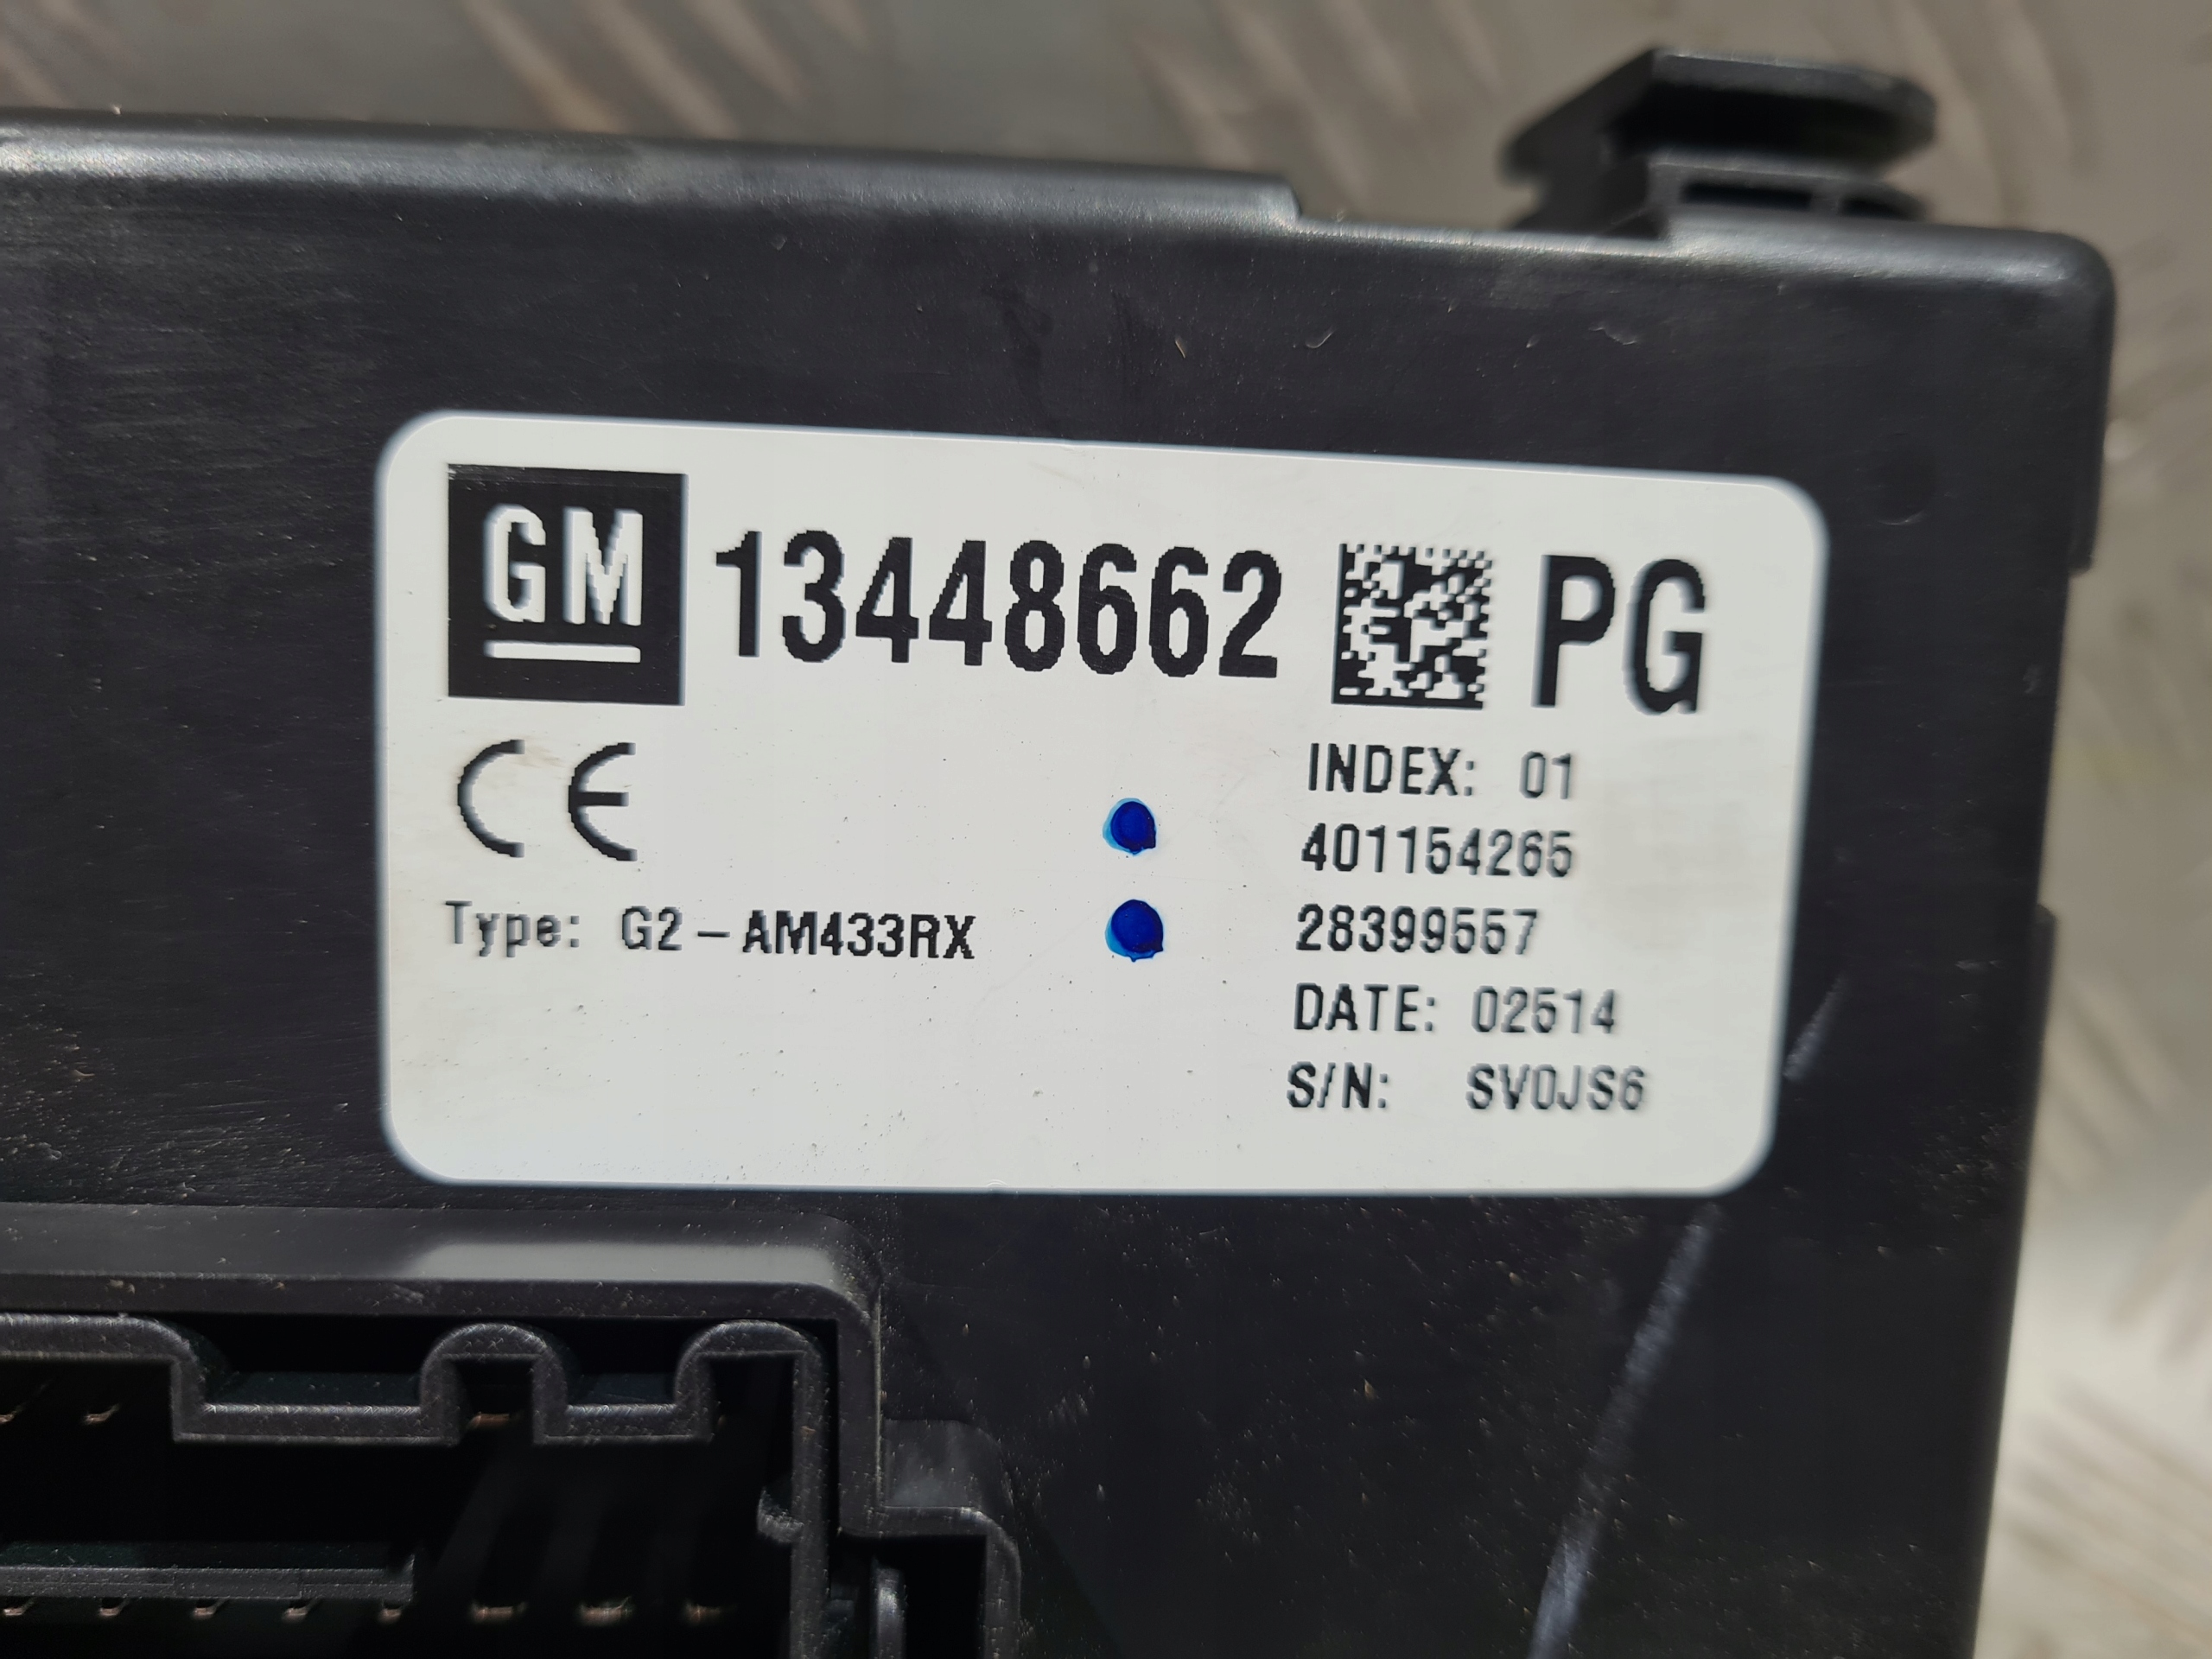 GM 13448662 PG
CE
INDEX: 01
401154265
Type: G2-AM433RX
28399557
DATE: 02514
S/N: SV0JS6